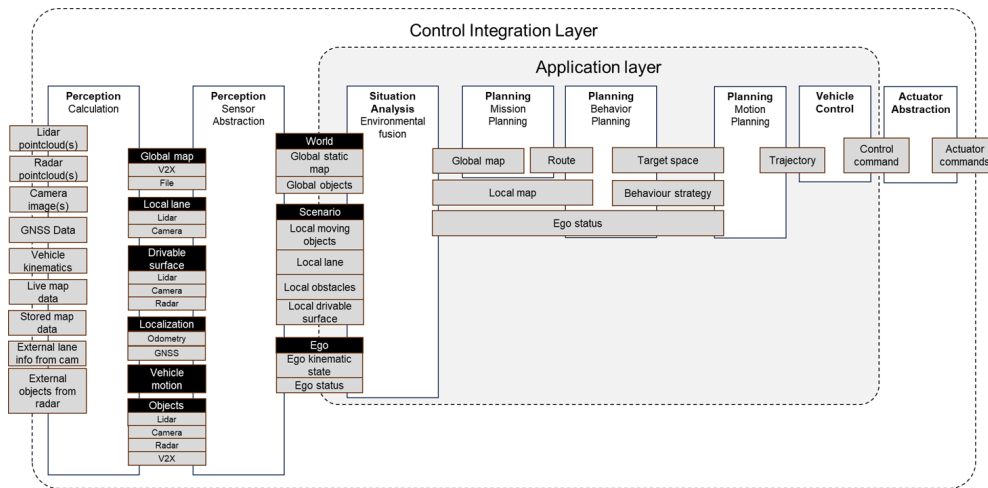 Control Integration Layer
Application layer
Perception
Calculation
Perception
Sensor
Abstraction
Situation
Analysis
Environmental
fusion
Planning
Mission
Planning
Planning
Behavior
Planning
Planning
Motion
Planning
Vehicle
Control
Actuator
Abstraction
Lidar
pointcloud(s)
Radar
pointcloud(s)
Camera
image(s)
GNSS Data
Vehicle
kinematics
Live map
data
Stored map
data
External lane
info from cam
External
objects from
radar
Global map
V2X
File
Local lane
Lidar
Camera
Drivable
surface
Lidar
Camera
Radar
Localization
Odometry
GNSS
Vehicle
motion
Objects
Lidar
Camera
Radar
V2X
World
Global static
map
Global objects
Scenario
Local moving
objects
Local lane
Local obstacles
Local drivable
surface
Ego
Ego kinematic
state
Ego status
Global map
Route
Local map
Ego status
Target space
Behaviour strategy
Trajectory
Control
command
Actuator
commands